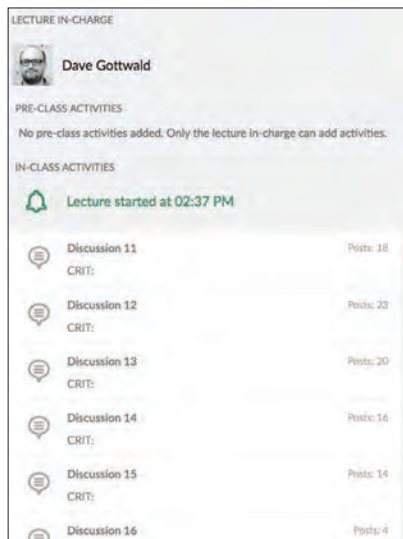 LECTURE IN-CHARGE
Dave Gottwald
PRE-CLASS ACTIVITIES
No pre-class activities added. Only the lecture in-charge can add activities.
IN-CLASS ACTIVITIES
Lecture started at 02:37 PM
Discussion 11 Posts: 18
CRIT:
Discussion 12 Posts: 23
CRIT:
Discussion 13 Posts: 20
CRIT:
Discussion 14 Posts: 16
CRIT:
Discussion 15 Posts: 14
CRIT:
Discussion 16 Posts: 4